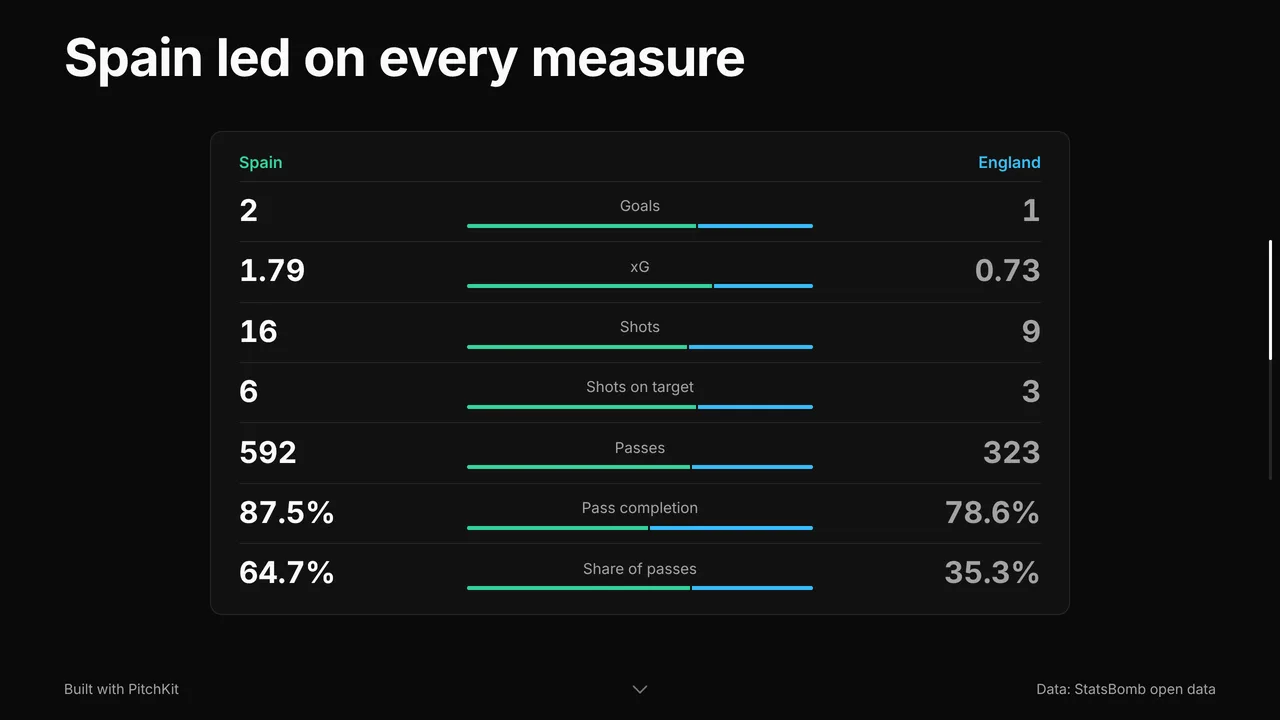 Spain led on every measure
Spain England
2 Goals 1
1.79 xG 0.73
16 Shots 9
6 Shots on target 3
592 Passes 323
87.5% Pass completion 78.6%
64.7% Share of passes 35.3%
Built with PitchKit Data: StatsBomb open data